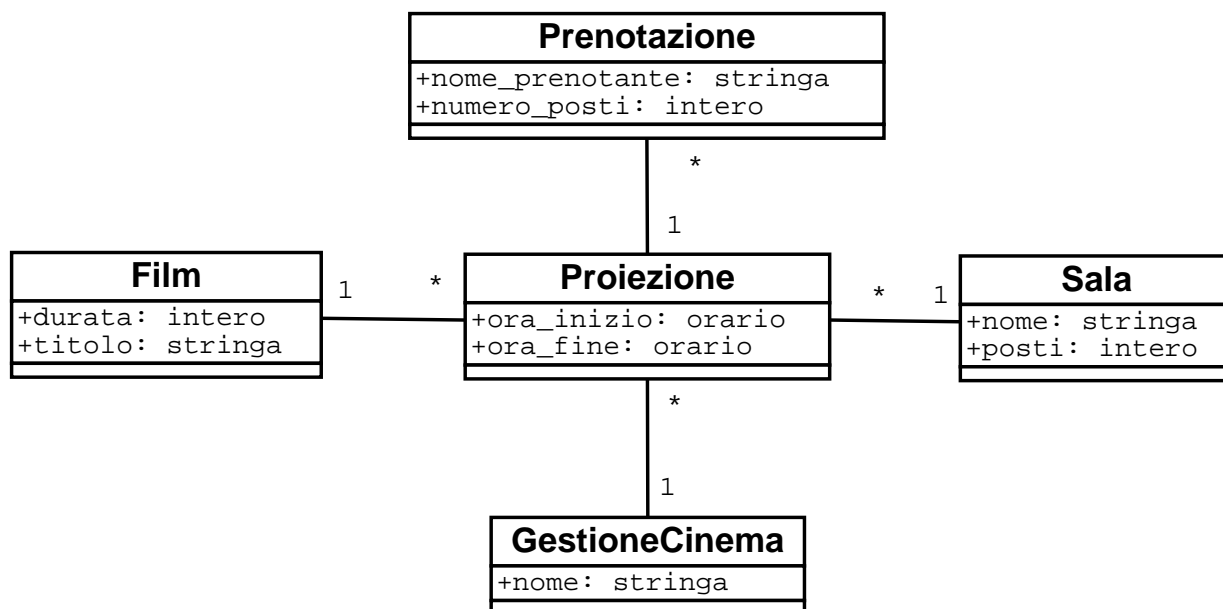 Prenotazione
+nome_prenotante: stringa
+numero_posti: intero
*
1
Film
+durata: intero
+titolo: stringa
1
*
Proiezione
+ora_inizio: orario
+ora_fine: orario
*
1
Sala
+nome: stringa
+posti: intero
*
1
GestioneCinema
+nome: stringa